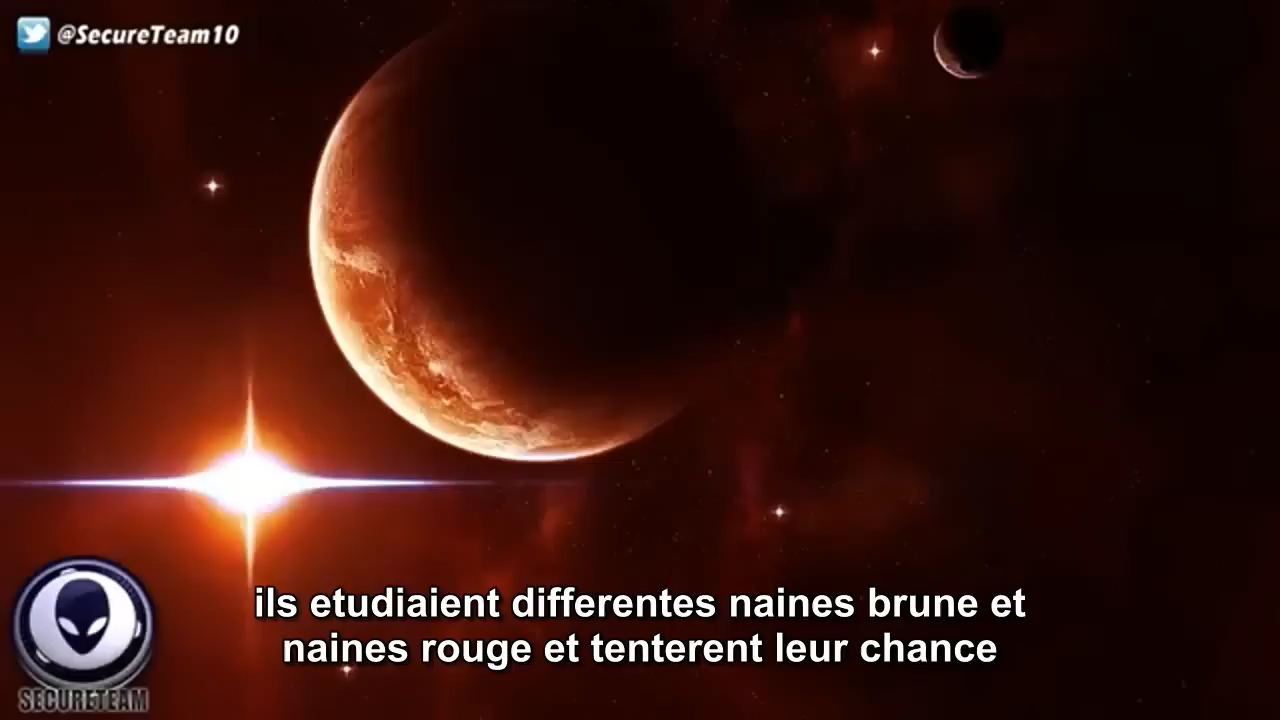 @SecureTeam10
ils etudiaient differentes naines brune et
naines rouge et tenterent leur chance
SECURETEAM